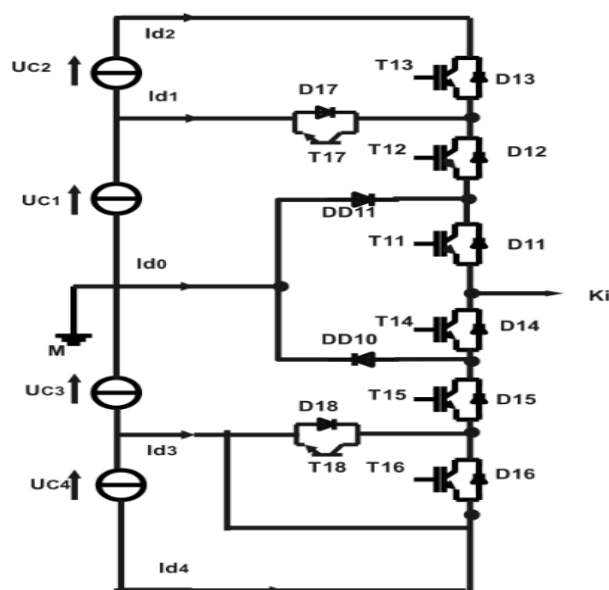 Id2
T13
D13
UC2
Id1
D17
T17
T12
D12
UC1
DD11
T11
D11
Id0
Ki
M
T14
D14
DD10
UC3
T15
D15
D18
Id3
T18
T16
D16
UC4
Id4